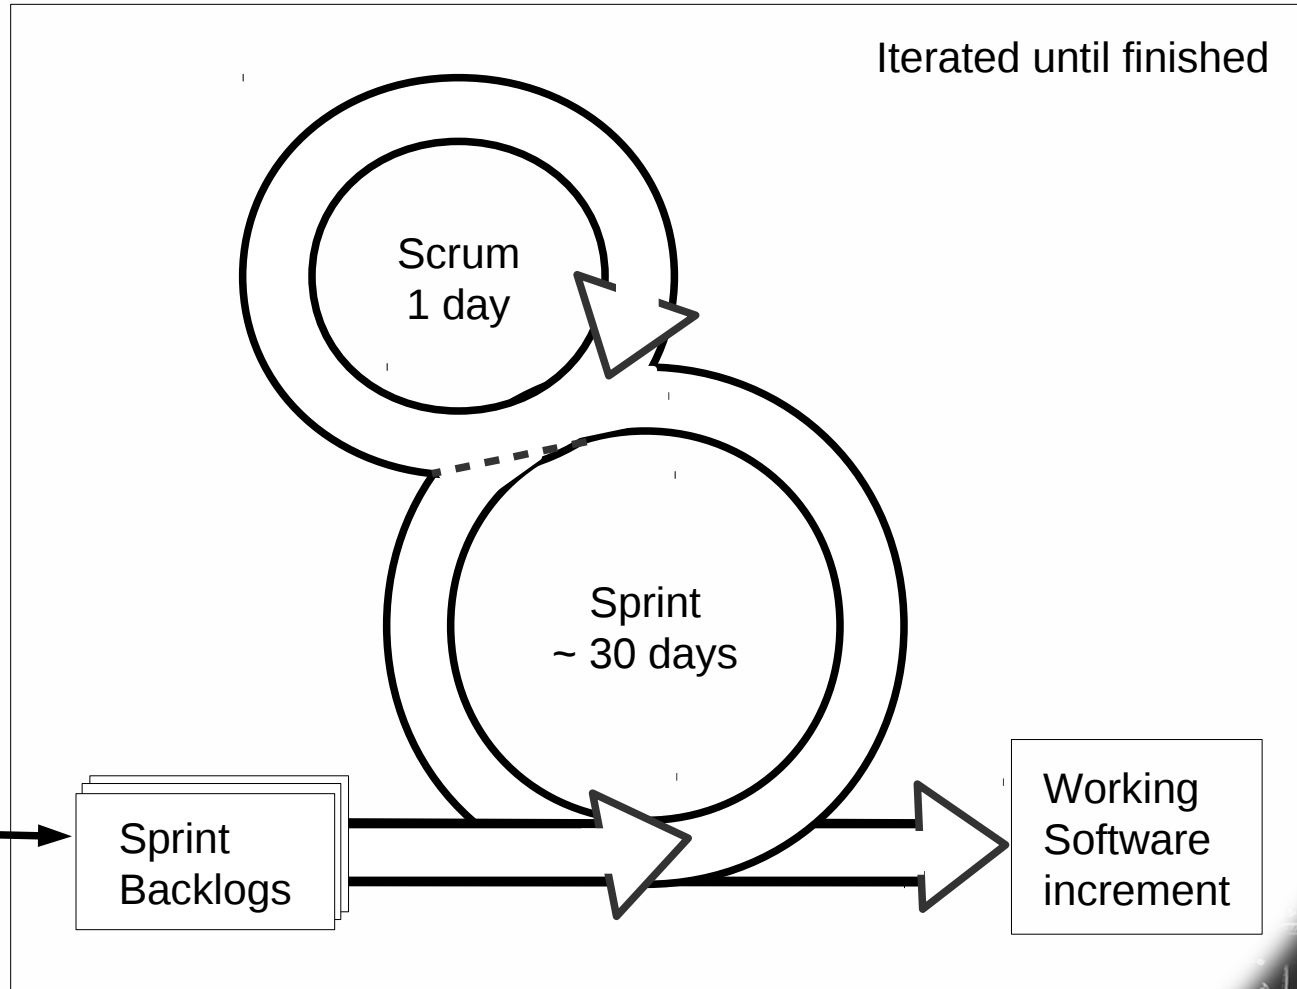 Iterated until finished
Scrum
1 day
Sprint
~ 30 days
Sprint
Backlogs
Working
Software
increment